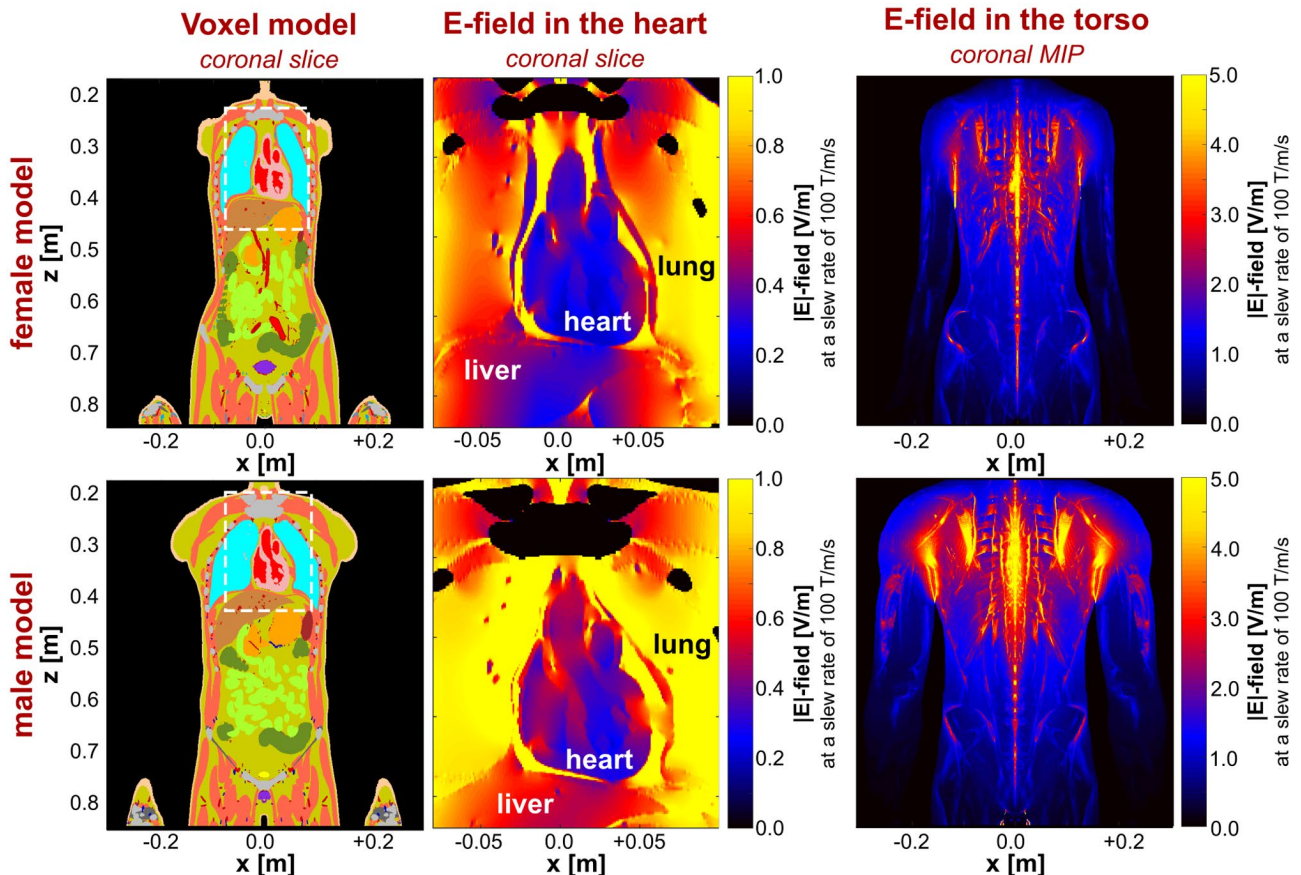 Voxel model
coronal slice
E-field in the heart
coronal slice
E-field in the torso
coronal MIP
female model
z [m]
0.2
0.3
0.4
0.5
0.6
0.7
0.8
-0.2
0.0
+0.2
x [m]
lung
heart
liver
-0.05
0.0
+0.05
x [m]
1.0
0.8
0.6
0.4
0.2
0.0
|E|-field [V/m]
at a slew rate of 100 T/m/s
-0.2
0.0
+0.2
x [m]
5.0
4.0
3.0
2.0
1.0
0.0
|E|-field [V/m]
at a slew rate of 100 T/m/s
male model
z [m]
0.2
0.3
0.4
0.5
0.6
0.7
0.8
-0.2
0.0
+0.2
x [m]
lung
heart
liver
-0.05
0.0
+0.05
x [m]
1.0
0.8
0.6
0.4
0.2
0.0
|E|-field [V/m]
at a slew rate of 100 T/m/s
-0.2
0.0
+0.2
x [m]
5.0
4.0
3.0
2.0
1.0
0.0
|E|-field [V/m]
at a slew rate of 100 T/m/s